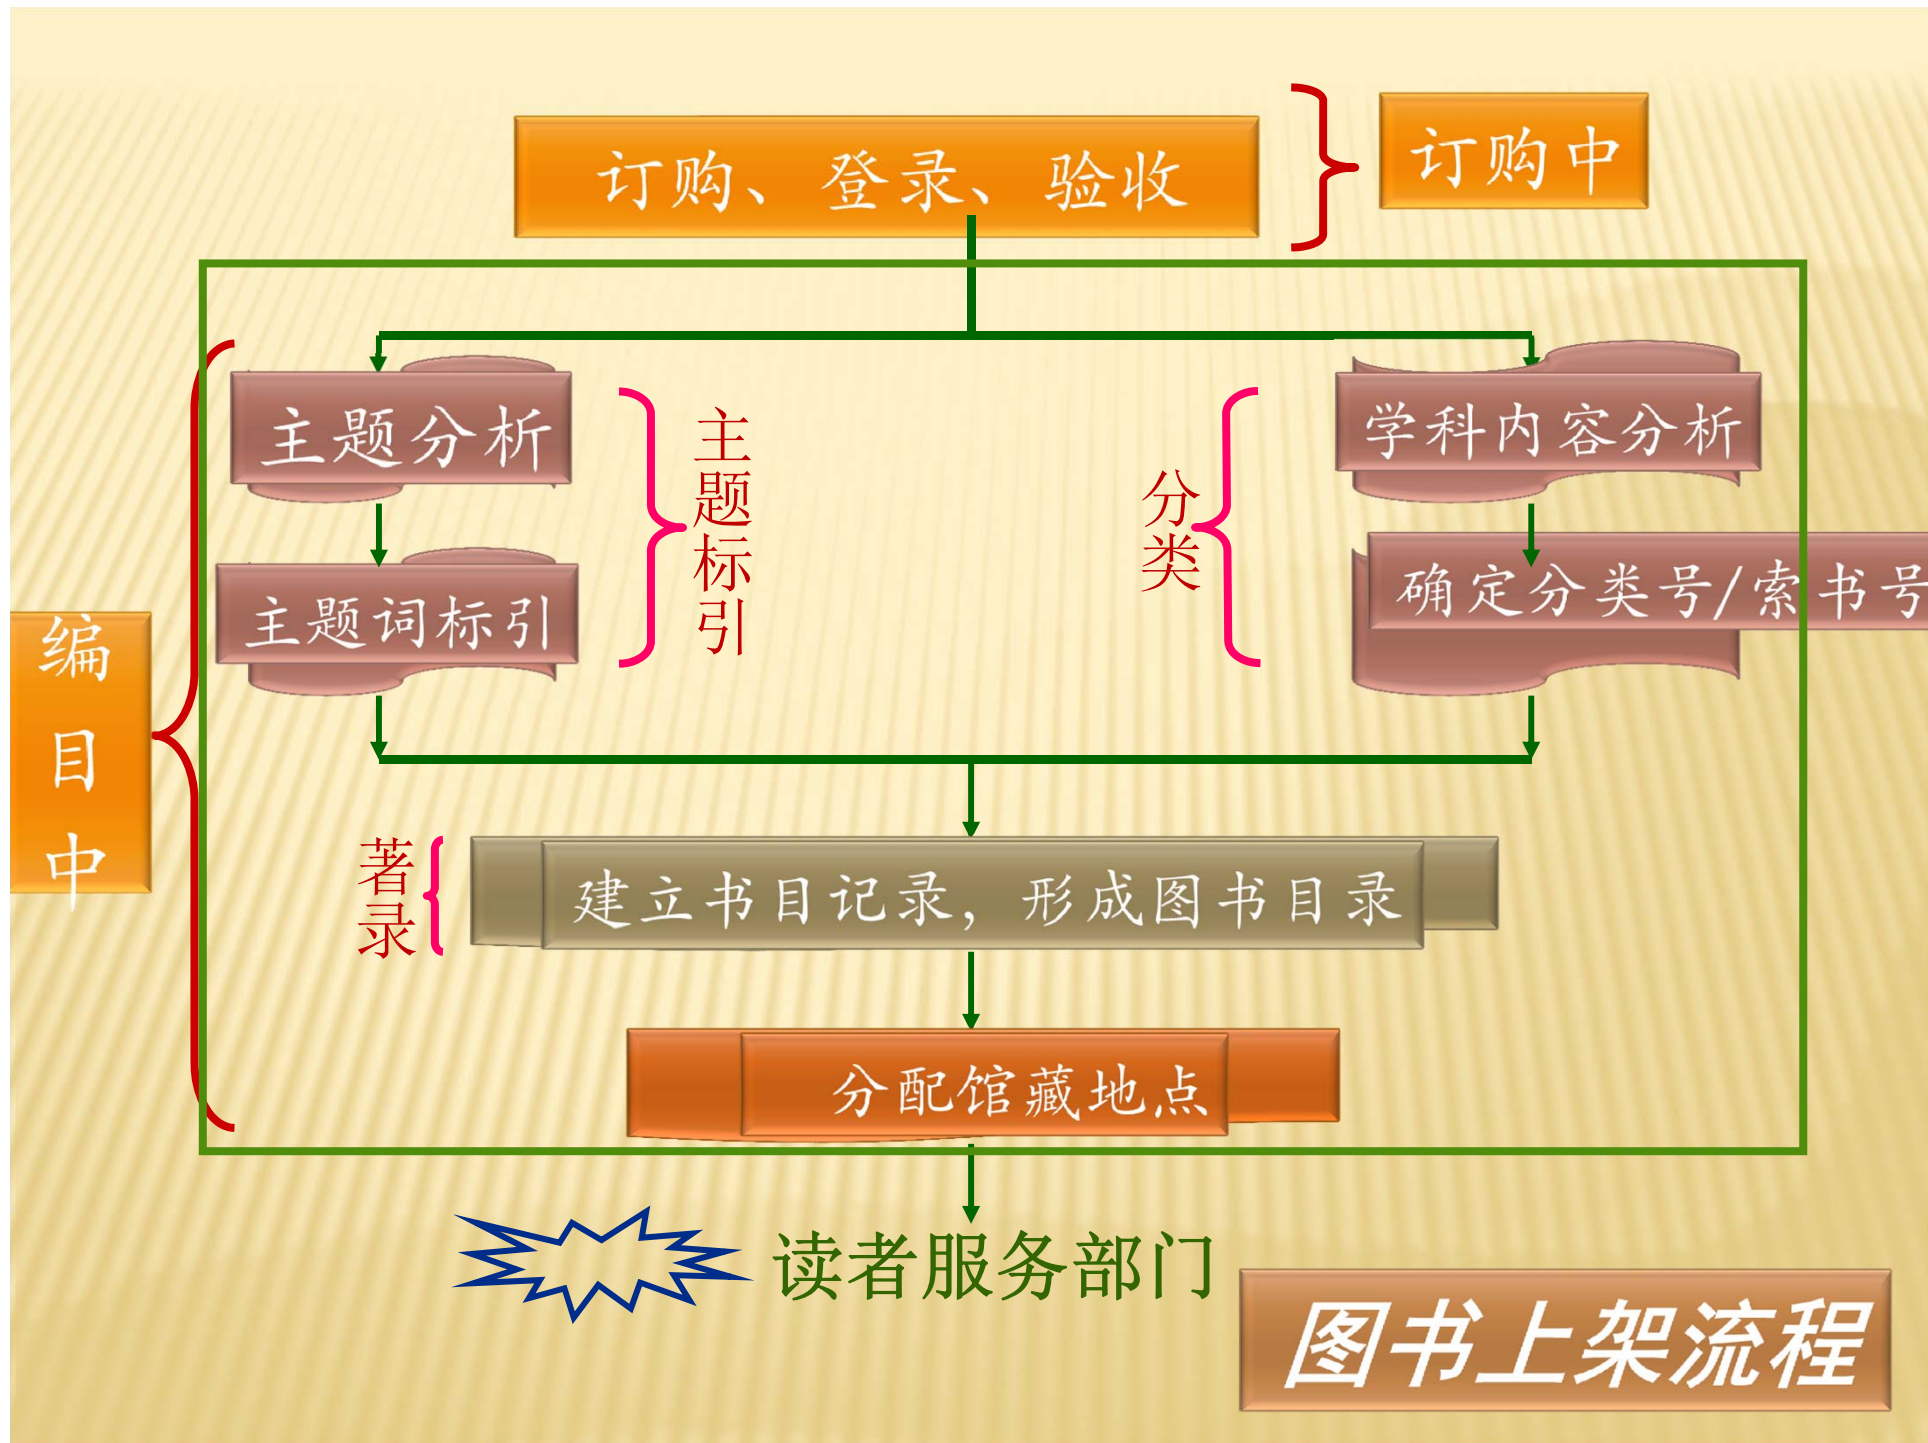 订购、登录、验收
订购中
主题分析
主题标引
分类
学科内容分析
主题词标引
确定分类号/索书号
编目中
著录
建立书目记录，形成图书目录
分配馆藏地点
读者服务部门
图书上架流程